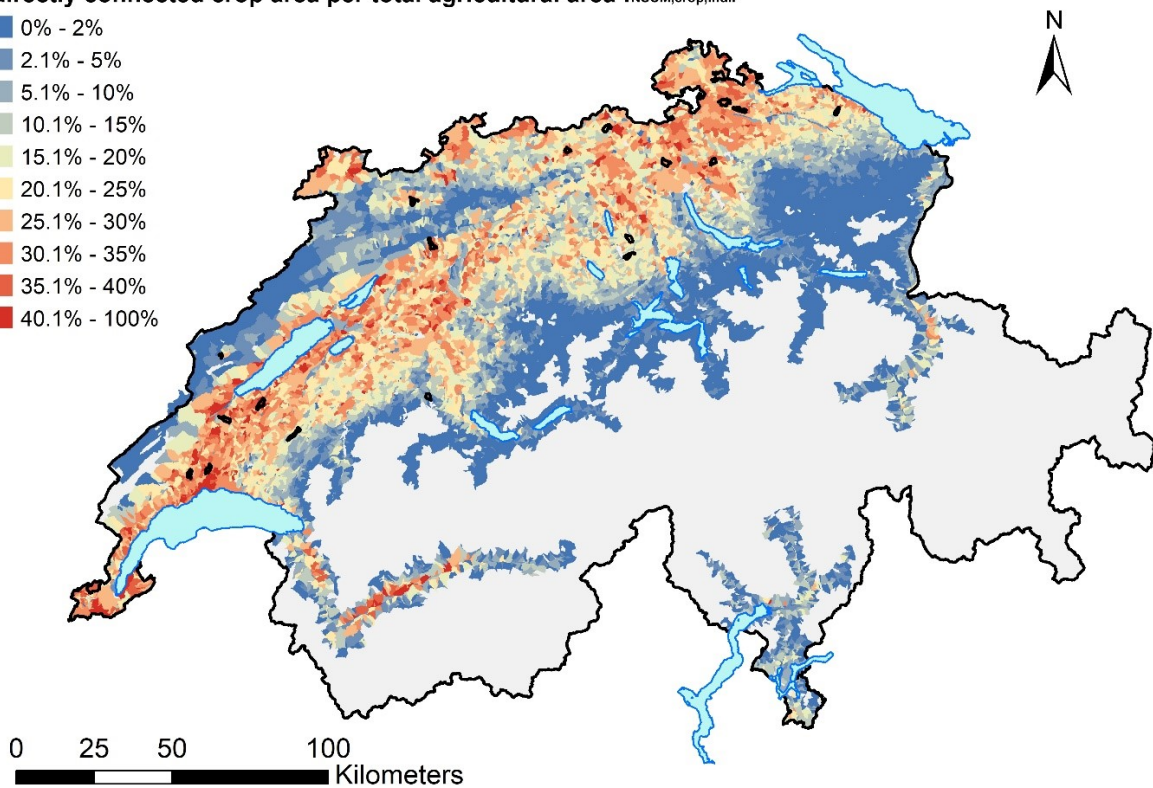 directly connected crop area per total agricultural area
0% - 2%
2.1% - 5%
5.1% - 10%
10.1% - 15%
15.1% - 20%
20.1% - 25%
25.1% - 30%
30.1% - 35%
35.1% - 40%
40.1% - 100%
N
0 25 50 100
Kilometers